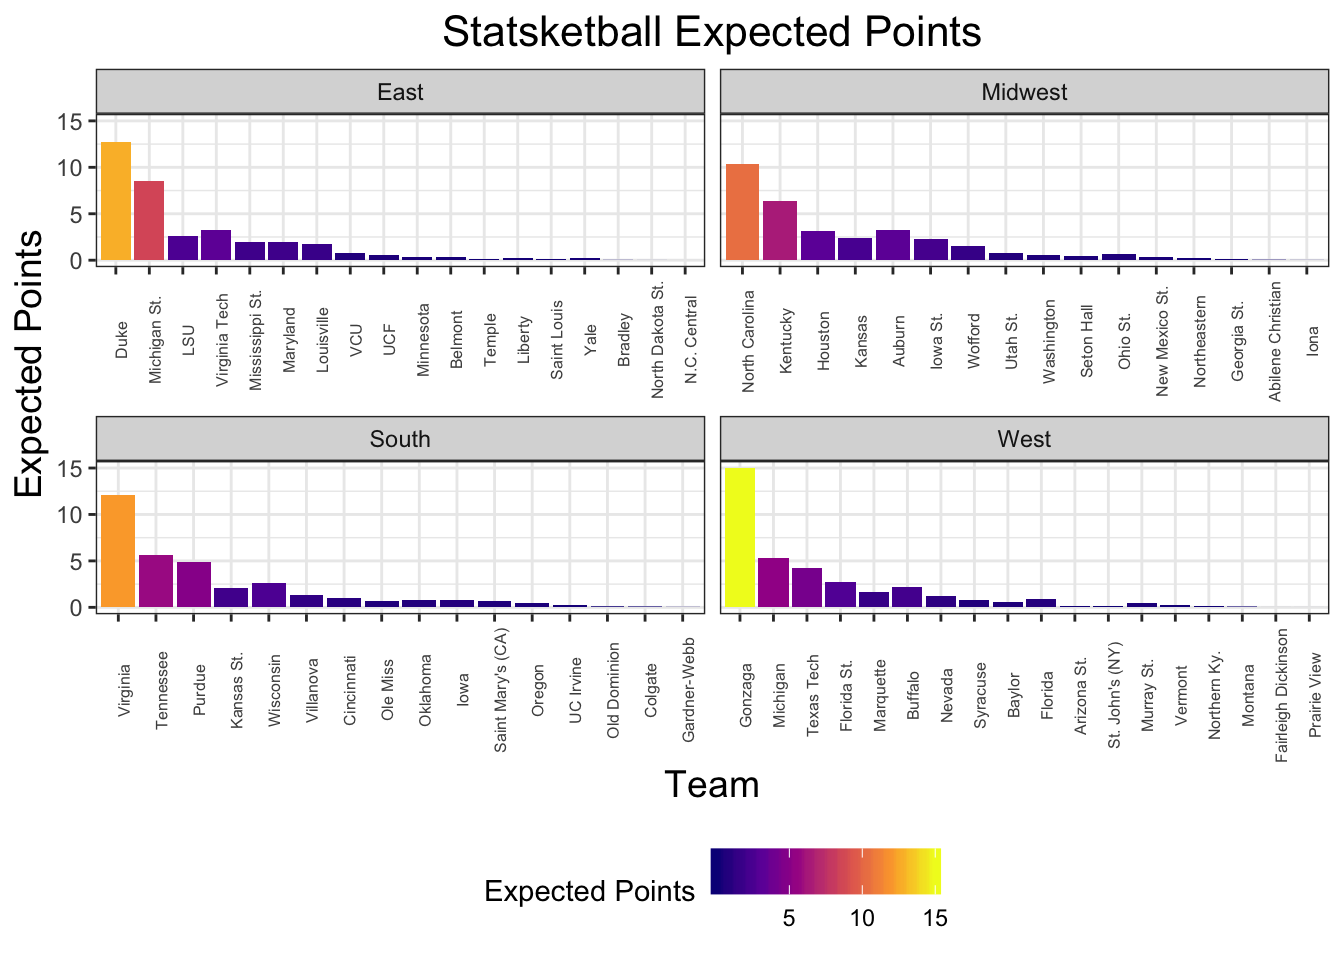 Statsketball Expected Points
East
Midwest
Expected Points
15
10
5
0
Duke
Michigan St.
LSU
Virginia Tech
Mississippi St.
Maryland
Louisville
VCU
UCF
Minnesota
Belmont
Temple
Liberty
Saint Louis
Yale
Bradley
North Dakota St.
N.C. Central
North Carolina
Kentucky
Houston
Kansas
Auburn
Iowa St.
Wofford
Utah St.
Washington
Seton Hall
Ohio St.
New Mexico St.
Northeastern
Georgia St.
Abilene Christian
Iona
South
West
15
10
5
0
Virginia
Tennessee
Purdue
Kansas St.
Wisconsin
Villanova
Cincinnati
Ole Miss
Oklahoma
Iowa
Saint Mary's (CA)
Oregon
UC Irvine
Old Dominion
Colgate
Gardner-Webb
Gonzaga
Michigan
Texas Tech
Florida St.
Marquette
Buffalo
Nevada
Syracuse
Baylor
Florida
Arizona St.
St. John's (NY)
Murray St.
Vermont
Northern Ky.
Montana
Fairleigh Dickinson
Prairie View
Team
Expected Points
5 10 15